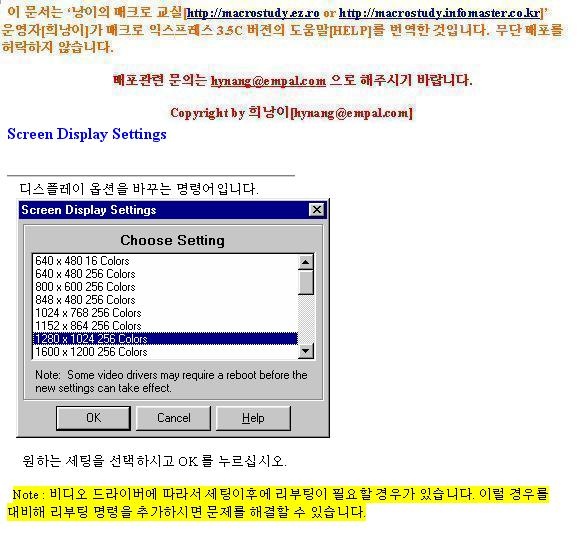 이 문서는 '낭이의 매크로 교실[http://macrostudy.ez.ro or http://macrostudy.infomaster.co.kr]'
운영자[희낭이]가 매크로 익스프레스 3.5C 버전의 도움말[HELP]를 번역한 것입니다. 무단 배포를
허락하지 않습니다.
배포관련 문의는 hynang@empal.com 으로 해주시기 바랍니다.
Copyright by 희낭이[hynang@empal.com]
Screen Display Settings
디스플레이 옵션을 바꾸는 명령어입니다.
Screen Display Settings
Choose Setting
640 x 480 16 Colors
640 x 480 256 Colors
800 x 600 256 Colors
848 x 480 256 Colors
1024 x 768 256 Colors
1152 x 864 256 Colors
1280 x 1024 256 Colors
1600 x 1200 256 Colors
Note: Some video drivers may require a reboot before the
new settings can take effect.
OK Cancel Help
원하는 세팅을 선택하시고 OK 를 누르십시오.
Note : 비디오 드라이버에 따라서 세팅이후에 리부팅이 필요할 경우가 있습니다. 이럴 경우를
대비해 리부팅 명령을 추가하시면 문제를 해결할 수 있습니다.